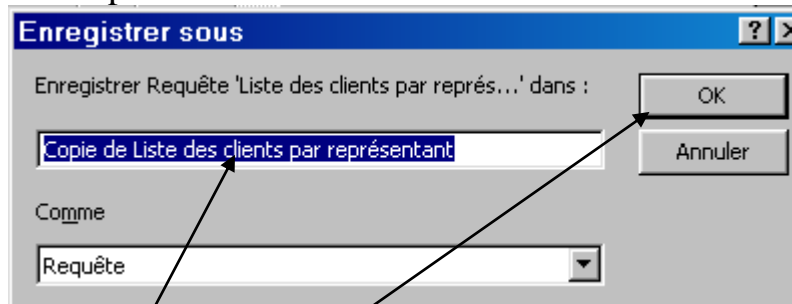 Enregistrer sous
Enregistrer Requête 'Liste des clients par représ...' dans :
OK
Copie de Liste des clients par représentant
Annuler
Comme
Requête